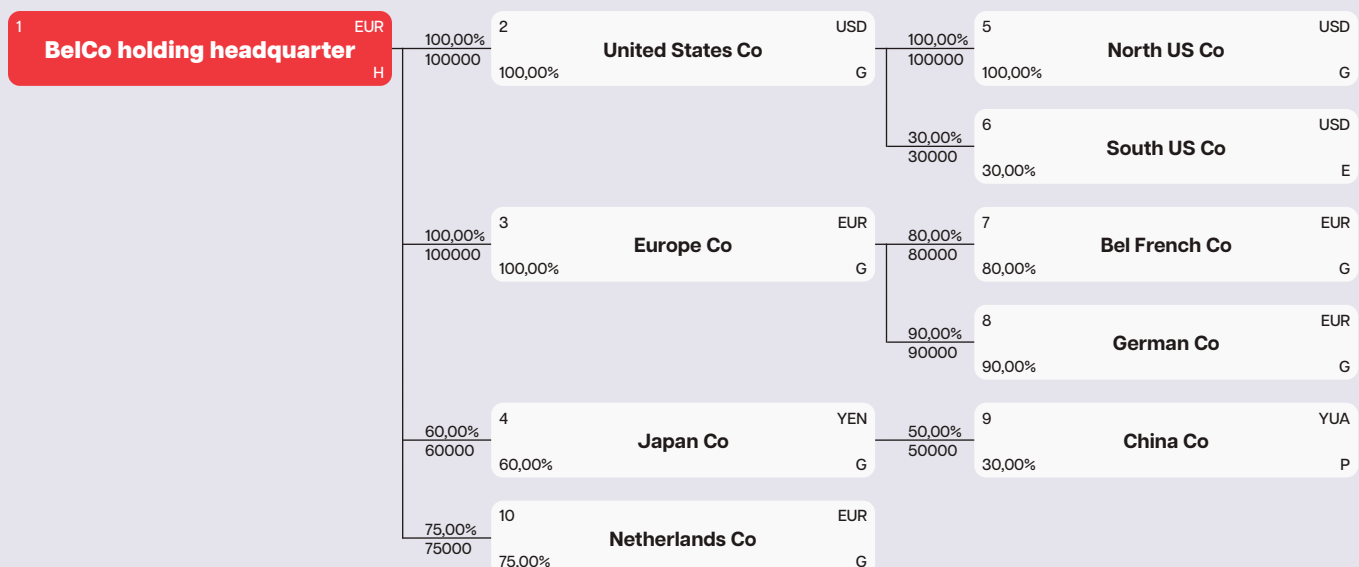 1 EUR
BelCo holding headquarter
H
100,00%
100000
2 USD
United States Co
100,00% G
100,00%
100000
5 USD
North US Co
100,00% G
30,00%
30000
6 USD
South US Co
30,00% E
100,00%
100000
3 EUR
Europe Co
100,00% G
80,00%
80000
7 EUR
Bel French Co
80,00% G
90,00%
90000
8 EUR
German Co
90,00% G
60,00%
60000
4 YEN
Japan Co
60,00% G
50,00%
50000
9 YUA
China Co
30,00% P
75,00%
75000
10 EUR
Netherlands Co
75,00% G